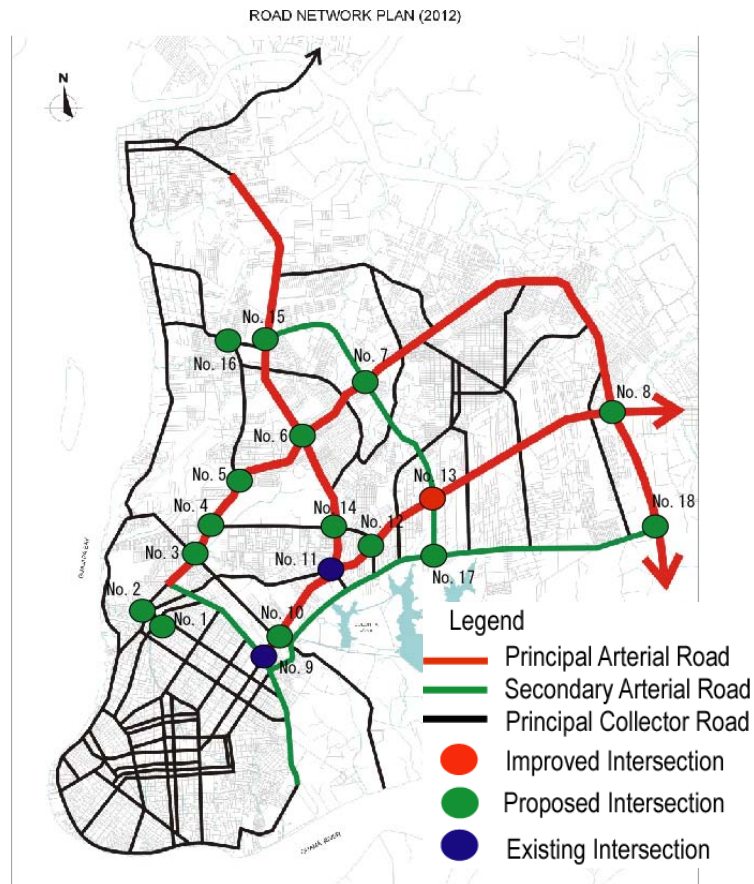 ROAD NETWORK PLAN (2012)
N
No. 15
No. 16
No. 7
No. 8
No. 6
No. 13
No. 5
No. 4
No. 14
No. 12
No. 18
No. 3
No. 11
No. 17
No. 2
No. 1
No. 10
No. 9
Legend
Principal Arterial Road
Secondary Arterial Road
Principal Collector Road
Improved Intersection
Proposed Intersection
Existing Intersection